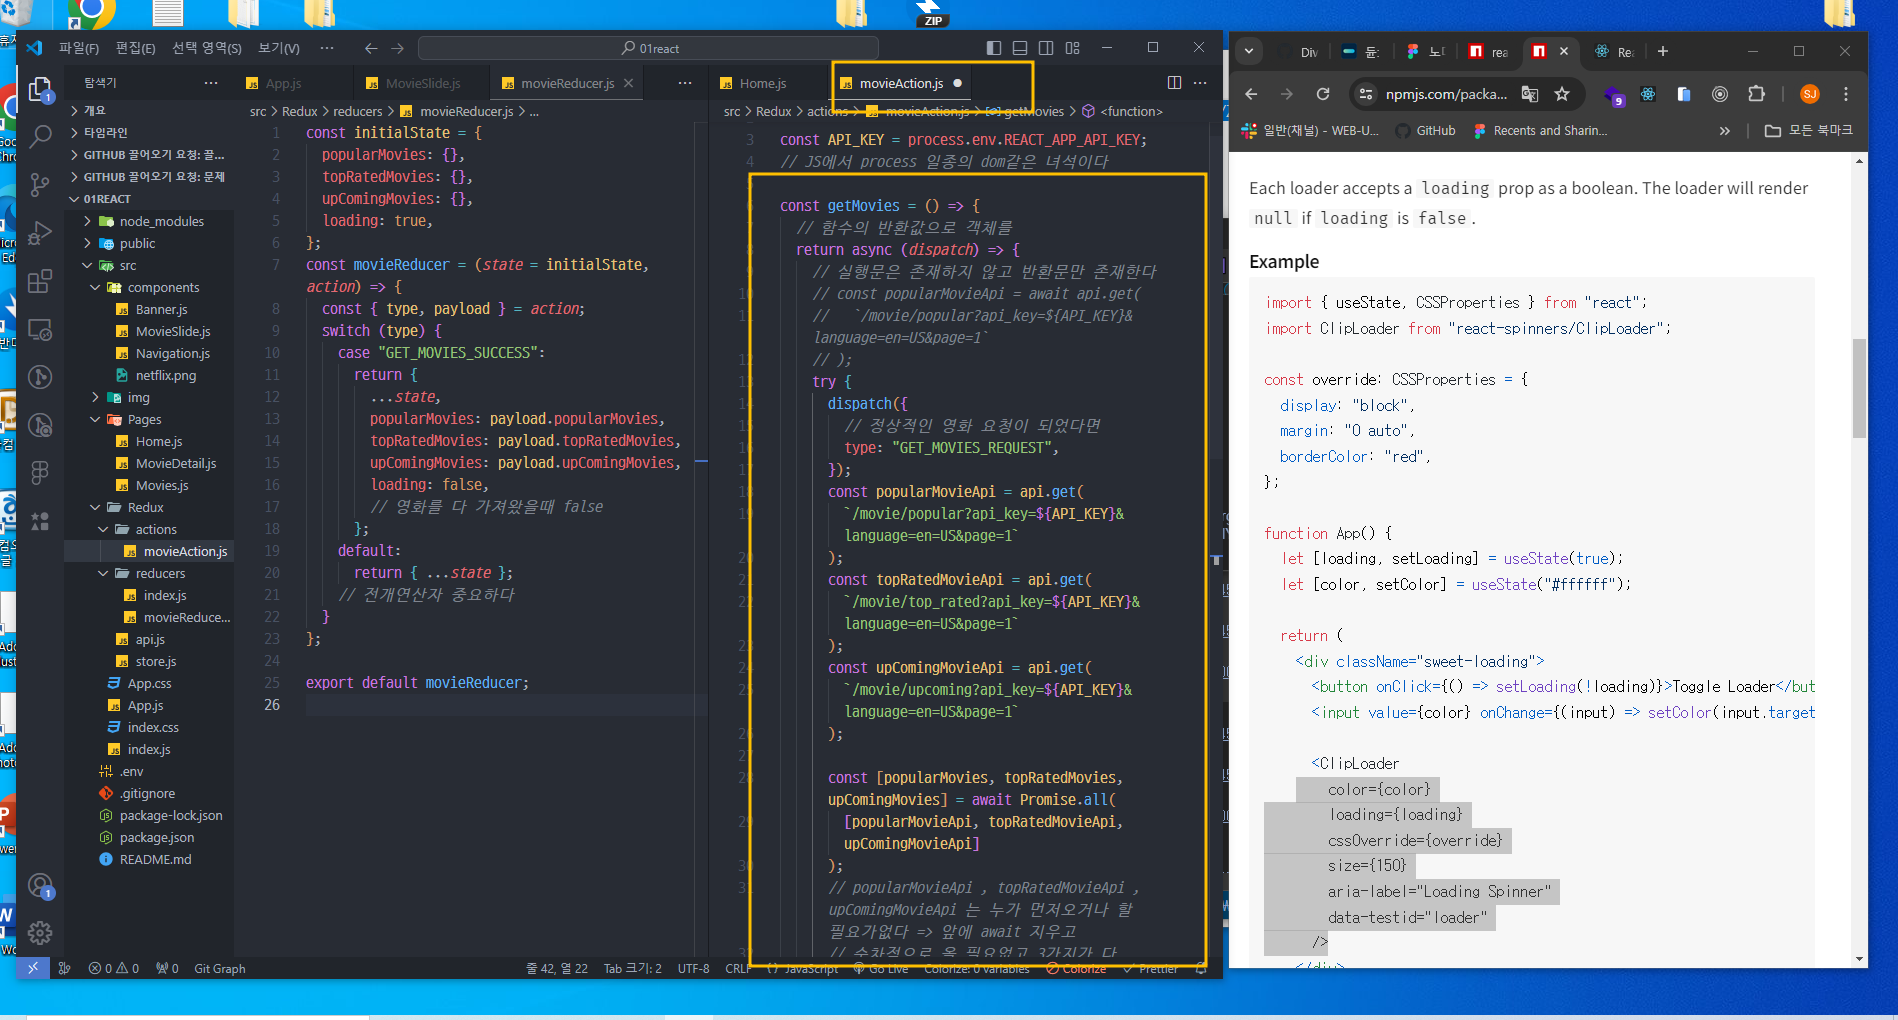 ZIP
파일(F) 편집(E) 선택 영역(S) 보기(V) ···
01react
탐색기
App.js
MovieSlide.js
movieReducer.js
Home.js
movieAction.js
개요
타임라인
GITHUB 끌어오기 요청: 끌...
GITHUB 끌어오기 요청: 문제
01REACT
node_modules
public
src
components
Banner.js
MovieSlide.js
Navigation.js
netflix.png
img
Pages
Home.js
MovieDetail.js
Movies.js
Redux
actions
movieAction.js
reducers
index.js
movieReduce...
api.js
store.js
App.css
App.js
index.css
index.js
.env
.gitignore
package-lock.json
package.json
README.md
src > Redux > reducers > movieReducer.js > ...
1 const initialState = {
2 popularMovies: {},
3 topRatedMovies: {},
4 upComingMovies: {},
5 loading: true,
6 };
7 const movieReducer = (state = initialState,
action) => {
8 const { type, payload } = action;
9 switch (type) {
10 case "GET_MOVIES_SUCCESS":
11 return {
12 ...state,
13 popularMovies: payload.popularMovies,
14 topRatedMovies: payload.topRatedMovies,
15 upComingMovies: payload.upComingMovies,
16 loading: false,
17 // 영화를 다 가져왔을때 false
18 };
19 default:
20 return { ...state };
21 // 전개연산자 중요하다
22 }
23 };
24
25 export default movieReducer;
26
src > Redux > actions > movieAction.js > getMovies > <function>
3 const API_KEY = process.env.REACT_APP_API_KEY;
4 // JS에서 process 일종의 dom같은 녀석이다
const getMovies = () => {
// 함수의 반환값으로 객체를
return async (dispatch) => {
// 실행문은 존재하지 않고 반환문만 존재한다
// const popularMovieApi = await api.get(
// `/movie/popular?api_key=${API_KEY}&
language=en-US&page=1`
// );
try {
dispatch({
// 정상적인 영화 요청이 되었다면
type: "GET_MOVIES_REQUEST",
});
const popularMovieApi = api.get(
`/movie/popular?api_key=${API_KEY}&
language=en-US&page=1`
);
const topRatedMovieApi = api.get(
`/movie/top_rated?api_key=${API_KEY}&
language=en-US&page=1`
);
const upComingMovieApi = api.get(
`/movie/upcoming?api_key=${API_KEY}&
language=en-US&page=1`
);
const [popularMovies, topRatedMovies,
upComingMovies] = await Promise.all(
[popularMovieApi, topRatedMovieApi,
upComingMovieApi]
);
// popularMovieApi , topRatedMovieApi ,
upComingMovieApi 는 누가 먼저오거나 할
필요가없다 => 앞에 await 지우고
// 순차적으로 올 필요없고 3가지가 다
0 0 0 Git Graph
줄 42, 열 22 Tab 크기: 2 UTF-8 CRLF JavaScript Go Live Colorize: 0 variables Colorize Prettier
Div 듄: 노 rea Re
npmjs.com/packa...
9
SJ
일반(채널) - WEB-U... GitHub Recents and Sharin... » 모든 북마크
Each loader accepts a loading prop as a boolean. The loader will render
null if loading is false.
Example
import { useState, CSSProperties } from "react";
import ClipLoader from "react-spinners/ClipLoader";
const override: CSSProperties = {
display: "block",
margin: "0 auto",
borderColor: "red",
};
function App() {
let [loading, setLoading] = useState(true);
let [color, setColor] = useState("#ffffff");
return (
<div className="sweet-loading">
<button onClick={() => setLoading(!loading)}>Toggle Loader</but
<input value={color} onChange={(input) => setColor(input.target
<ClipLoader
color={color}
loading={loading}
cssOverride={override}
size={150}
aria-label="Loading Spinner"
data-testid="loader"
/>
</div>